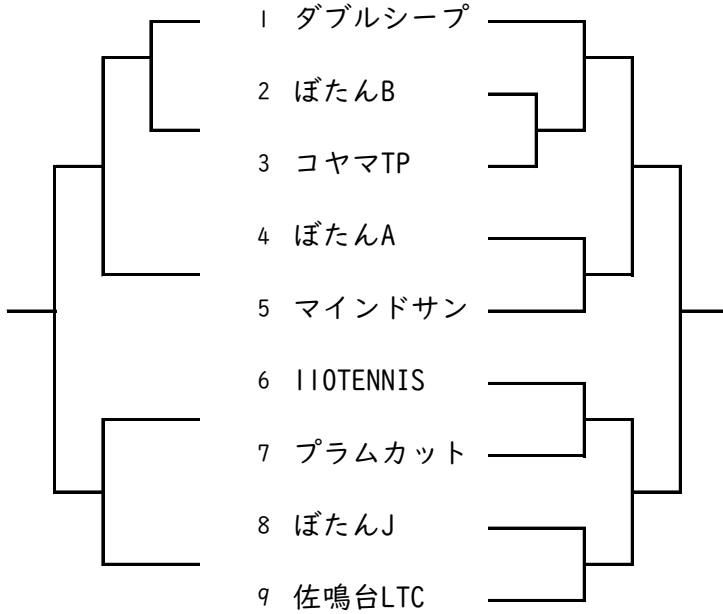 1 ダブルシープ
2 ぼたんB
3 コヤマTP
4 ぼたんA
5 マインドサン
6 110TENNIS
7 プラムカット
8 ぼたんJ
9 佐鳴台LTC